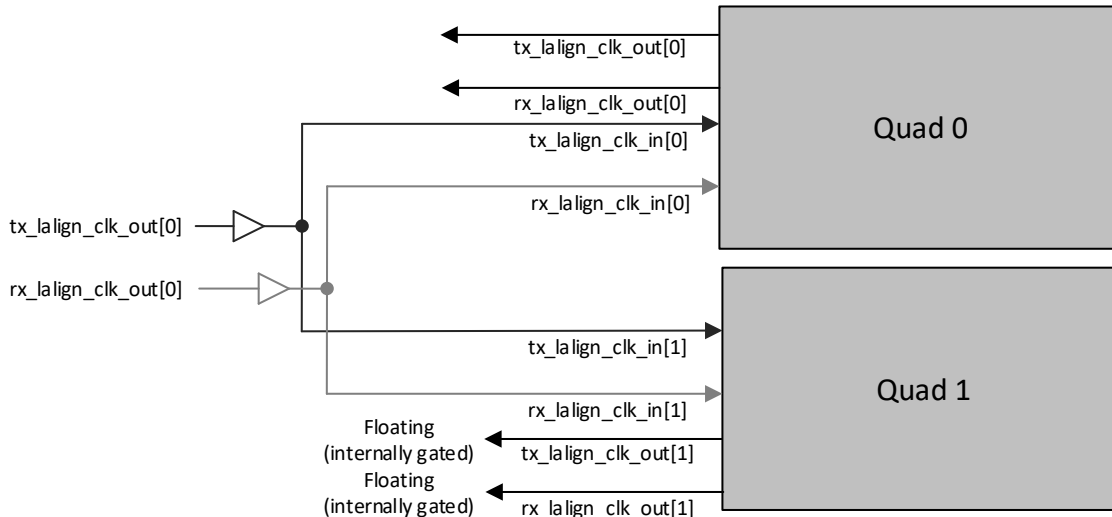 tx_lalign_clk_out[0]
rx_lalign_clk_out[0]
tx_lalign_clk_in[0]
Quad 0
rx_lalign_clk_in[0]
tx_lalign_clk_out[0]
rx_lalign_clk_out[0]
tx_lalign_clk_in[1]
Quad 1
rx_lalign_clk_in[1]
Floating
(internally gated)
tx_lalign_clk_out[1]
Floating
(internally gated)
rx_lalign_clk_out[1]